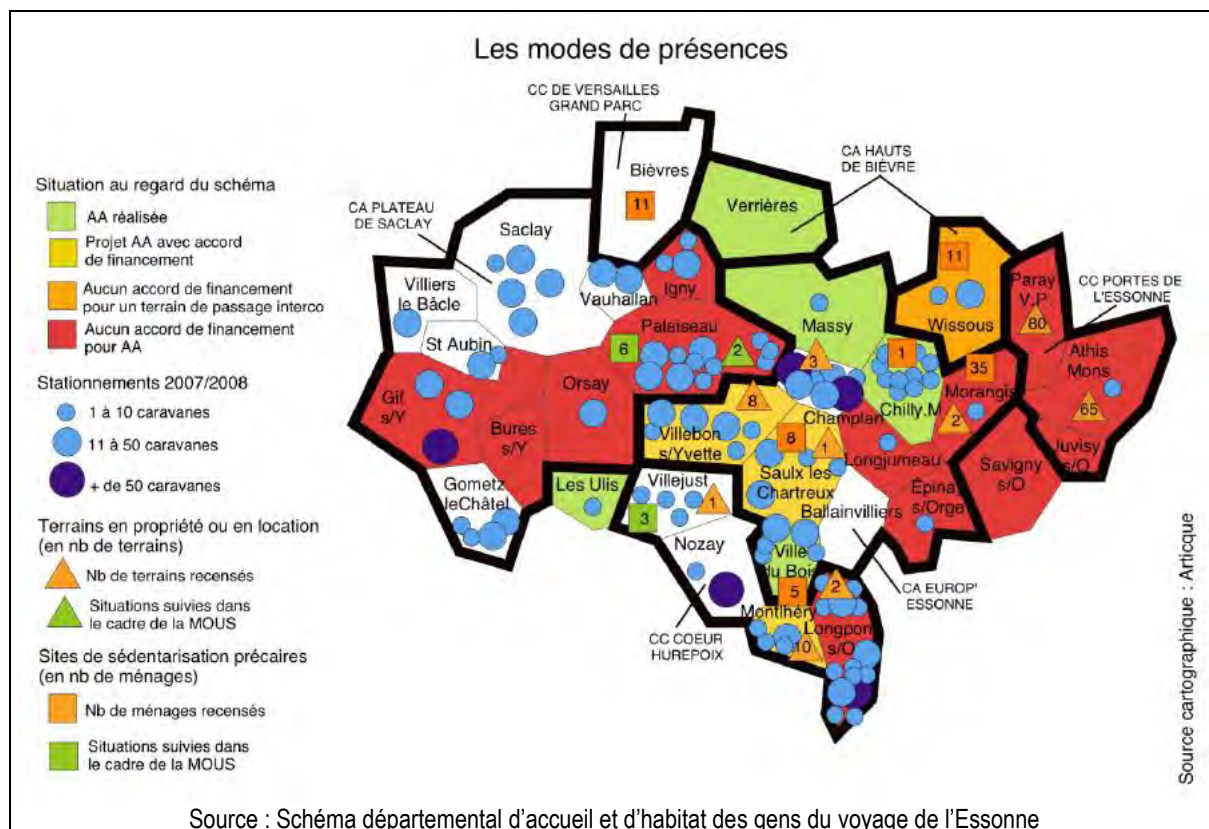 Les modes de présences
CC DE VERSAILLES
GRAND PARC
CA HAUTS
DE BIÈVRE
CA PLATEAU
DE SACLAY
CC PORTES DE
L'ESSONNE
CA EUROP'
ESSONNE
CC COEUR
HUREPOIX
Situation au regard du schéma
AA réalisée
Projet AA avec accord
de financement
Aucun accord de financement
pour un terrain de passage interco
Aucun accord de financement
pour AA
Stationnements 2007/2008
1 à 10 caravanes
11 à 50 caravanes
+ de 50 caravanes
Terrains en propriété ou en location
(en nb de terrains)
Nb de terrains recensés
Situations suivies dans
le cadre de la MOUS
Sites de sédentarisation précaires
(en nb de ménages)
Nb de ménages recensés
Situations suivies dans
le cadre de la MOUS
Bièvres
11
Verrières
Saclay
Villiers
le Bâcle
Vauhallan
Igny
St Aubin
Palaiseau
6
2
Massy
3
11
Wissous
Paray
V.P.
80
Athis
Mons
65
Juvisy
s/O
1
Chilly.M
35
Morangis
2
Savigny
s/O
Gif
s/Y
Bures
s/Y
Orsay
Gometz
leChâtel
Les Ulis
8
Villebon
s/Yvette
8
Saulx les
Chartreux
Champlan
1
Longjumeau
Épinay
s/Orge
Ballainvilliers
Villejust
3
1
Nozay
Ville
du Bois
5
Montlhéry
10
2
Longpont
s/O
Source cartographique : Articque
Source : Schéma départemental d'accueil et d'habitat des gens du voyage de l'Essonne